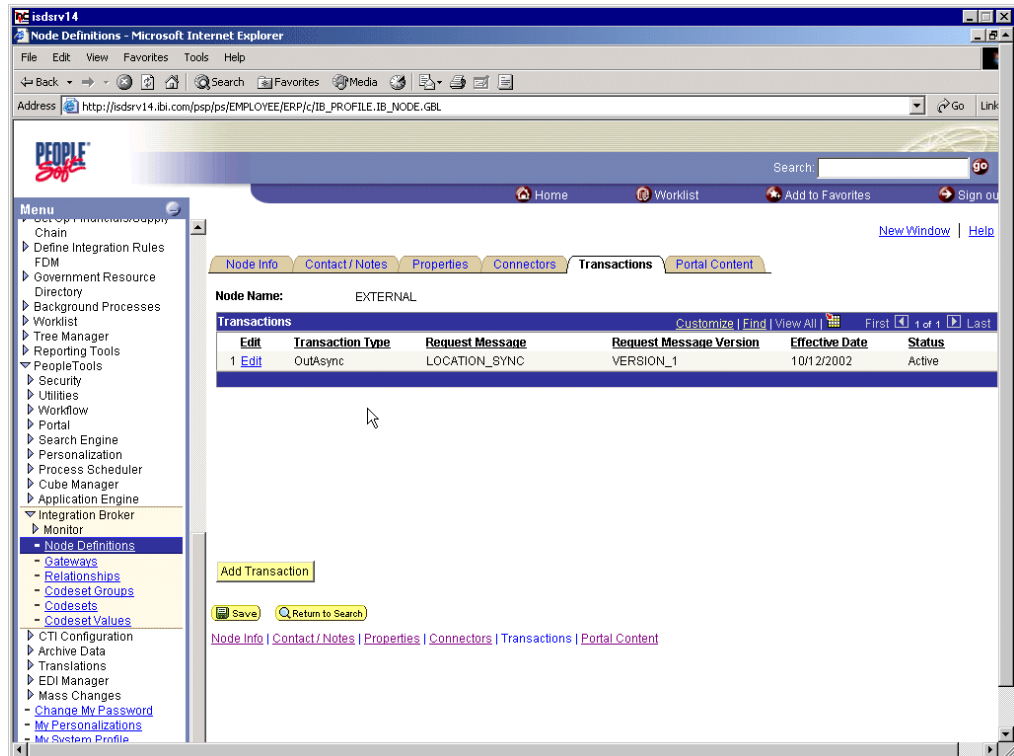 isdsrv14
Node Definitions - Microsoft Internet Explorer
File Edit View Favorites Tools Help
Back Search Favorites Media
Address http://isdsrv14.ibi.com/psp/ps/EMPLOYEE/ERP/c/IB_PROFILE.IB_NODE.GBL Go Link
PEOPLE Soft
Search: go
Home Worklist Add to Favorites Sign ou
Menu
Set Up Financials/Supply
Chain
Define Integration Rules
FDM
Government Resource
Directory
Background Processes
Worklist
Tree Manager
Reporting Tools
PeopleTools
Security
Utilities
Workflow
Portal
Search Engine
Personalization
Process Scheduler
Cube Manager
Application Engine
Integration Broker
Monitor
Node Definitions
Gateways
Relationships
Codeset Groups
Codesets
Codeset Values
CTI Configuration
Archive Data
Translations
EDI Manager
Mass Changes
Change My Password
My Personalizations
My System Profile
New Window | Help
Node Info Contact / Notes Properties Connectors Transactions Portal Content
Node Name: EXTERNAL
Transactions Customize | Find | View All | First 1 of 1 Last
Edit Transaction Type Request Message Request Message Version Effective Date Status
1 Edit OutAsync LOCATION_SYNC VERSION_1 10/12/2002 Active
Add Transaction
Save Return to Search
Node Info | Contact / Notes | Properties | Connectors | Transactions | Portal Content